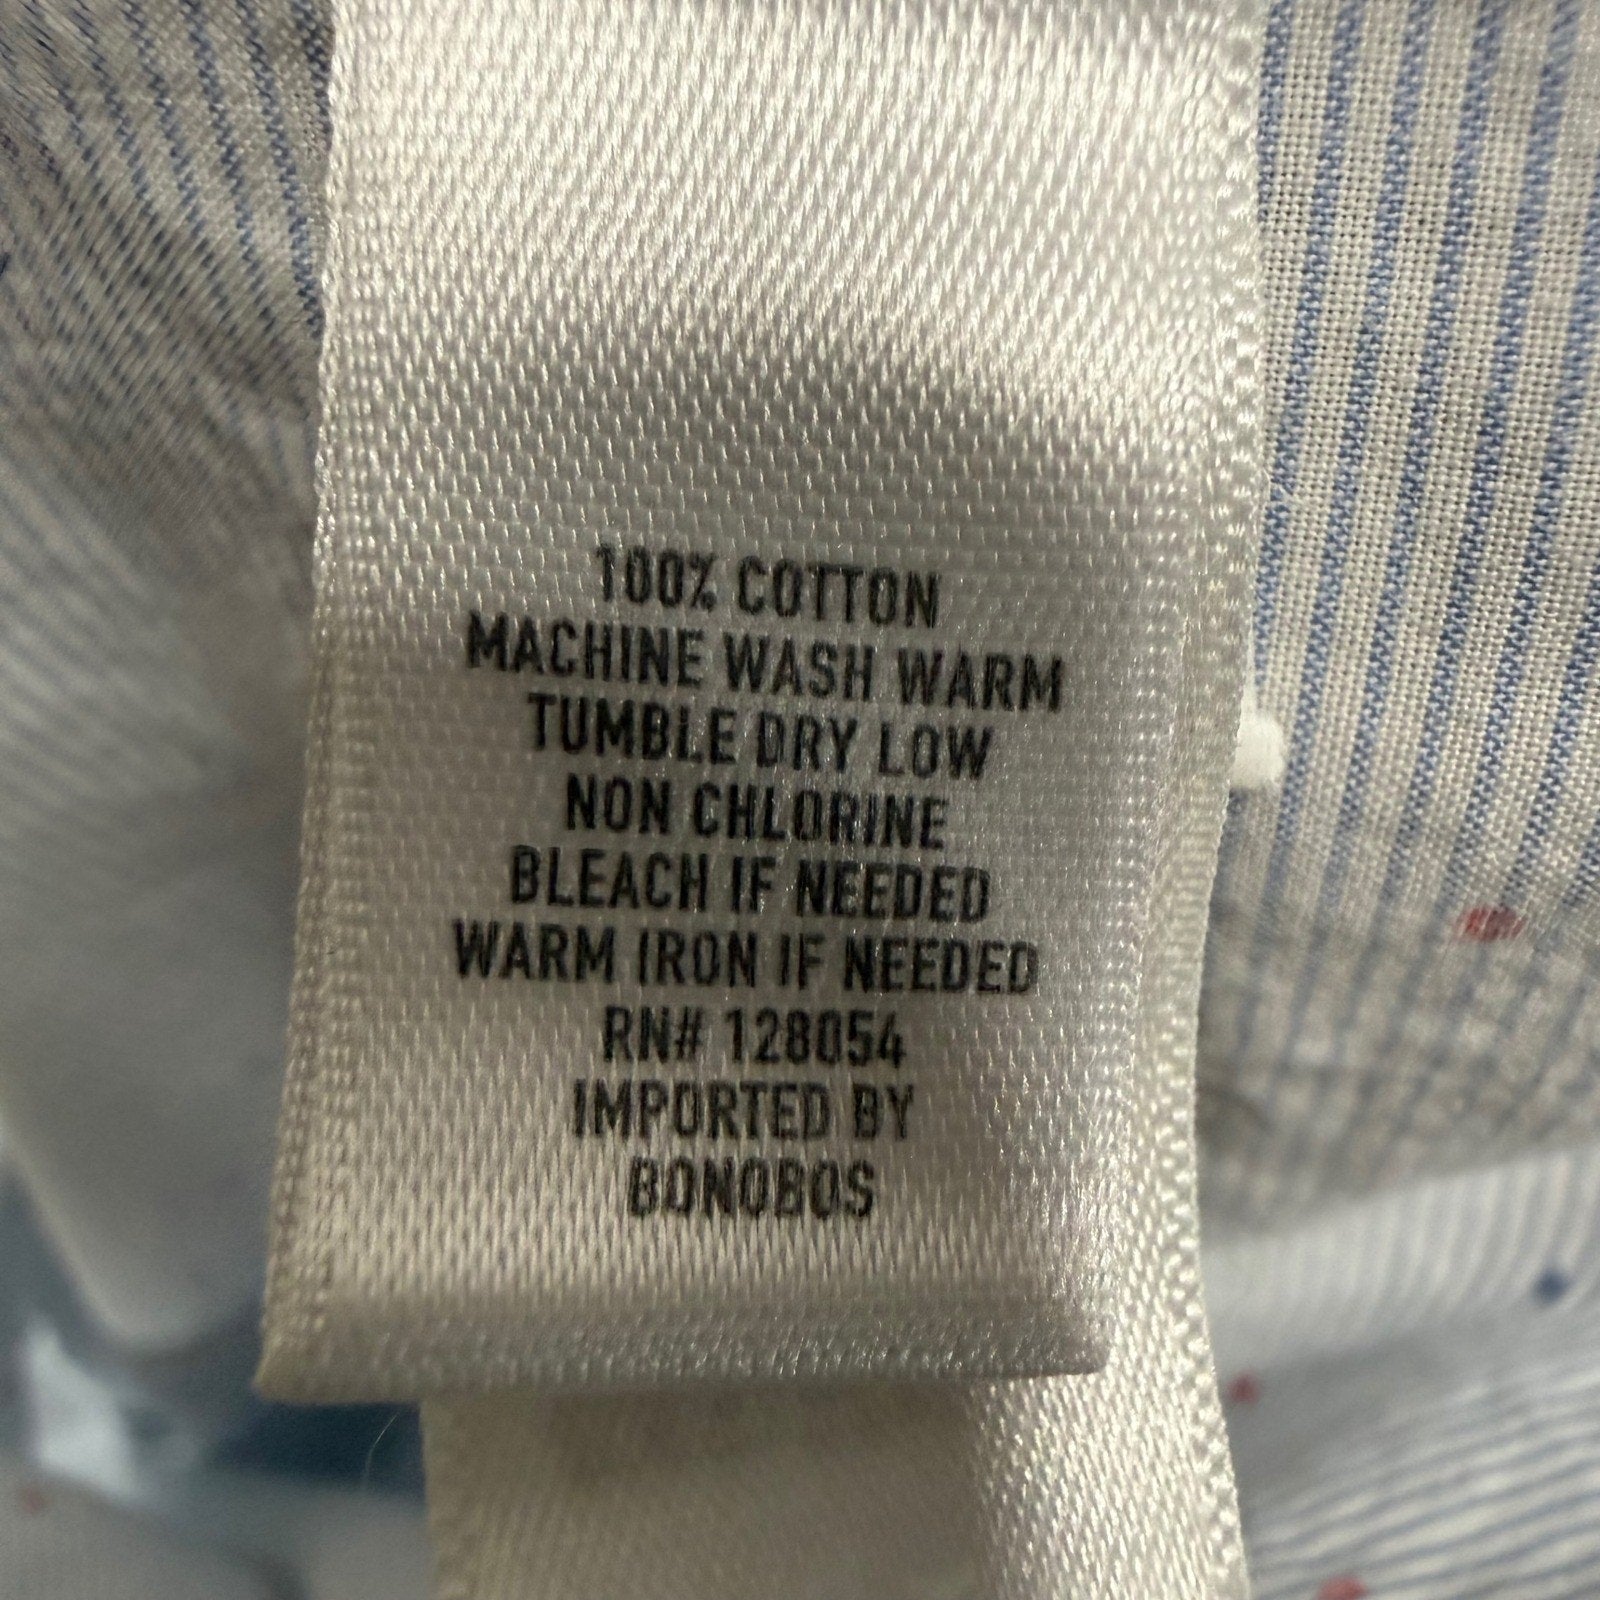 100% COTTON
MACHINE WASH WARM
TUMBLE DRY LOW
NON CHLORINE
BLEACH IF NEEDED
WARM IRON IF NEEDED
RN# 128054
IMPORTED BY
BONOBOS